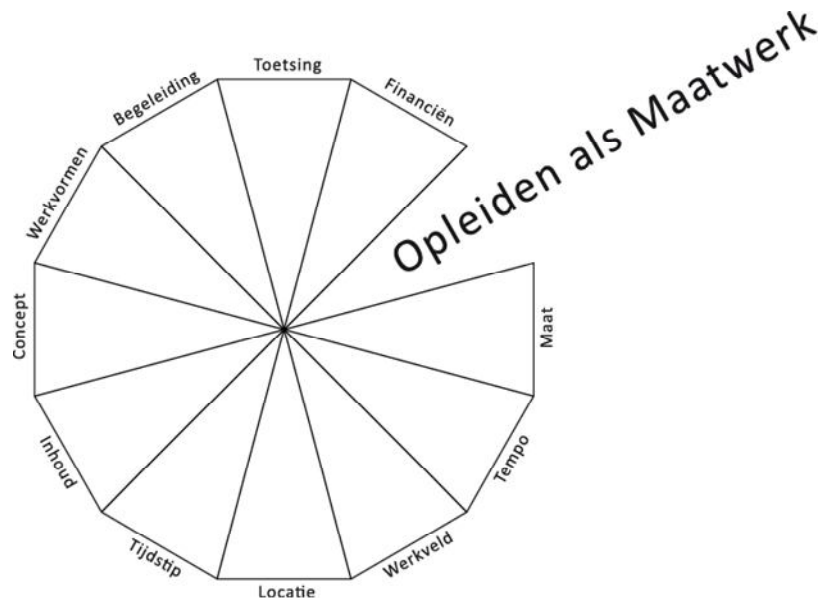 Opleiden als Maatwerk
Maat
Tempo
Werkveld
Locatie
Tijdstip
Inhoud
Concept
Werkvormen
Begeleiding
Toetsing
Financiën